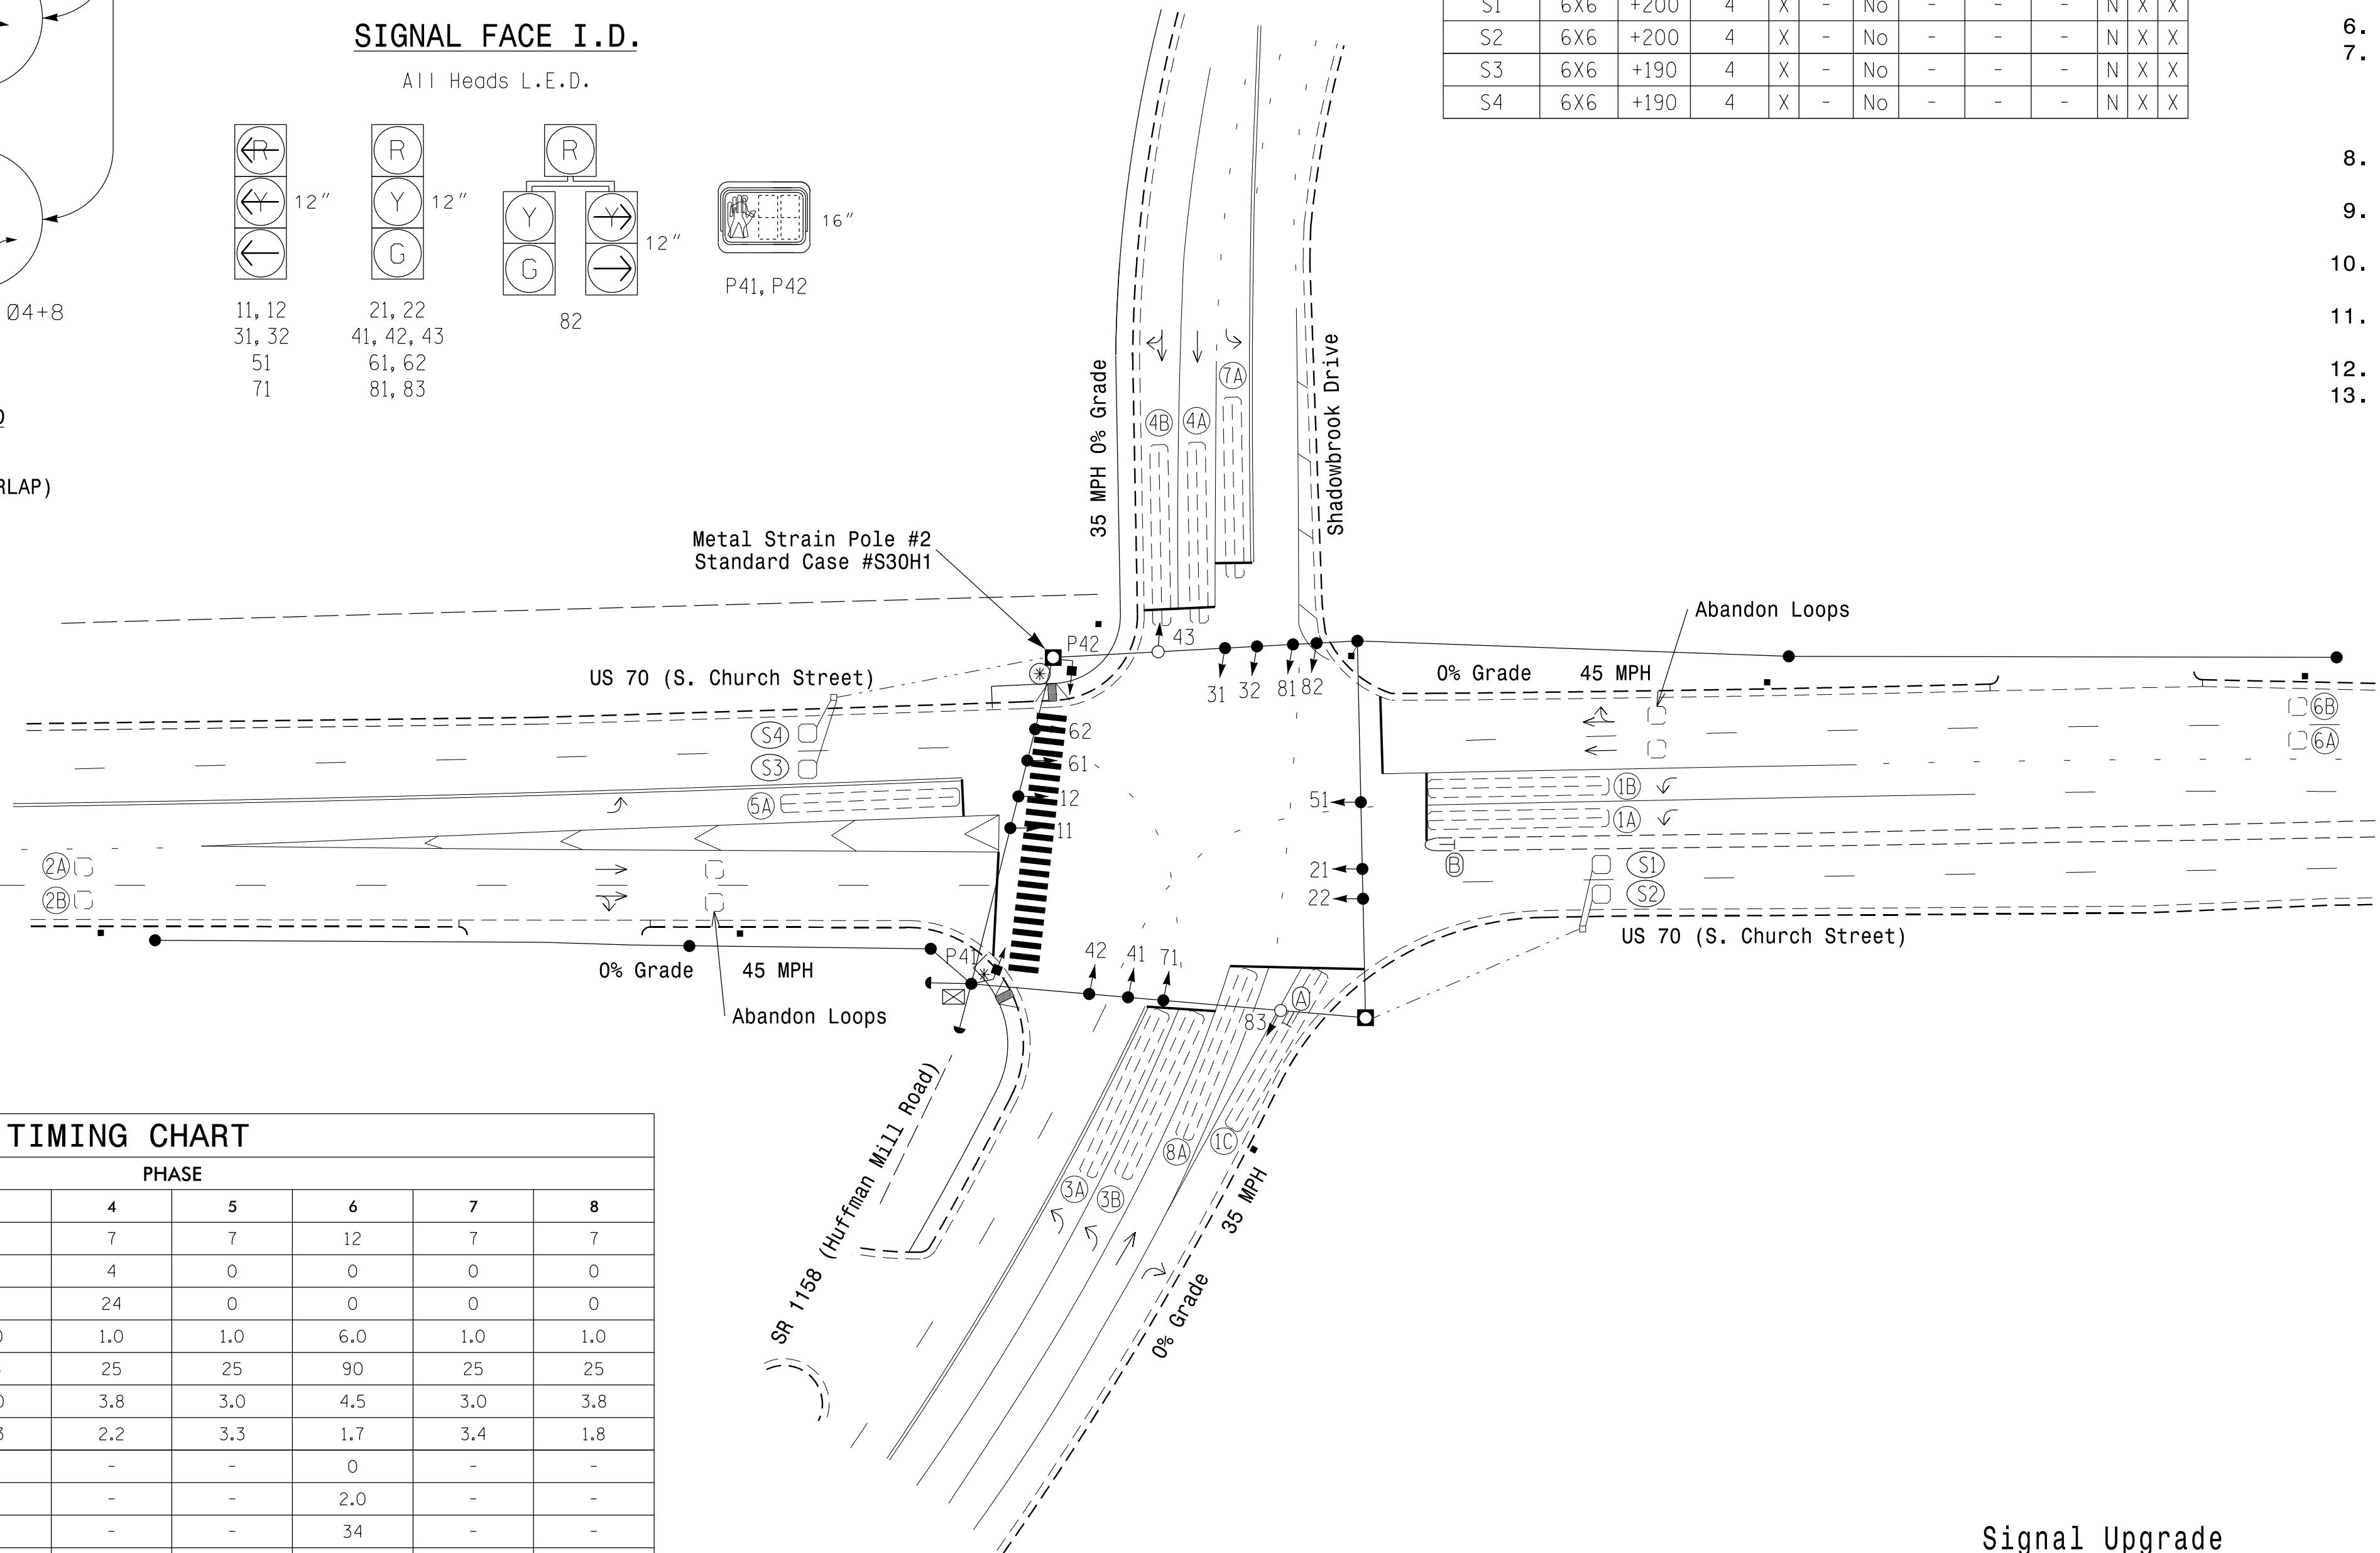 SIGNAL FACE I.D.
All Heads L.E.D.
R
Y
12"
R
Y
G
12"
R
Y
G
Y
12"
16"
11, 12
31, 32
51
71
21, 22
41, 42, 43
61, 62
81, 83
82
P41, P42
Ø4+8
RLAP)
S1 6X6 +200 4 X - No - - - N X X
S2 6X6 +200 4 X - No - - - N X X
S3 6X6 +190 4 X - No - - - N X X
S4 6X6 +190 4 X - No - - - N X X
6.
7.
8.
9.
10.
11.
12.
13.
35 MPH 0% Grade
Shadowbrook Drive
4B
4A
7A
Metal Strain Pole #2
Standard Case #S30H1
P42
43
31
32
81
82
Abandon Loops
US 70 (S. Church Street)
0% Grade 45 MPH
S4
S3
62
61
12
11
5A
51
21
22
6B
6A
1B
1A
B
S1
S2
2A
2B
US 70 (S. Church Street)
0% Grade 45 MPH
P41
42
41
71
83
A
Abandon Loops
SR 1158 (Huffman Mill Road)
3A
3B
8A
1C
0% Grade 35 MPH
TIMING CHART
PHASE
4 5 6 7 8
7 7 12 7 7
4 0 0 0 0
24 0 0 0 0
1.0 1.0 6.0 1.0 1.0
25 25 90 25 25
3.8 3.0 4.5 3.0 3.8
2.2 3.3 1.7 3.4 1.8
- - 0 - -
- - 2.0 - -
- - 34 - -
Signal Upgrade